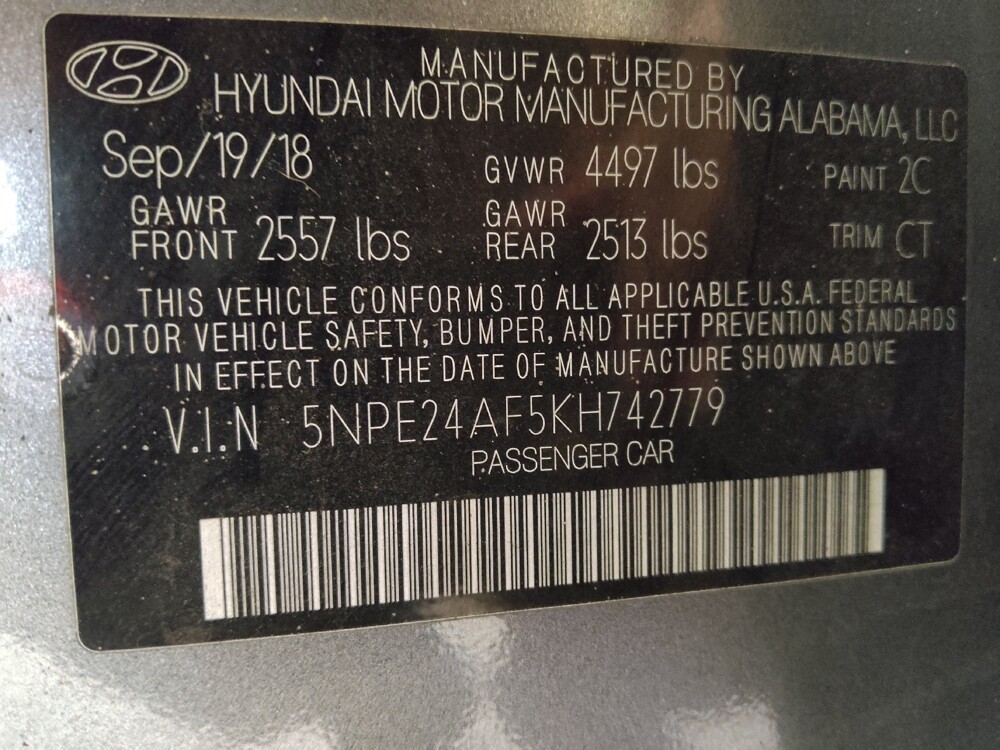 MANUFACTURED BY
HYUNDAI MOTOR MANUFACTURING ALABAMA, LLC
Sep/19/18 GVWR 4497 lbs PAINT 2C
GAWR FRONT 2557 lbs GAWR REAR 2513 lbs TRIM CT
THIS VEHICLE CONFORMS TO ALL APPLICABLE U.S.A. FEDERAL
MOTOR VEHICLE SAFETY, BUMPER, AND THEFT PREVENTION STANDARDS
IN EFFECT ON THE DATE OF MANUFACTURE SHOWN ABOVE
V.I.N 5NPE24AF5KH742779
PASSENGER CAR